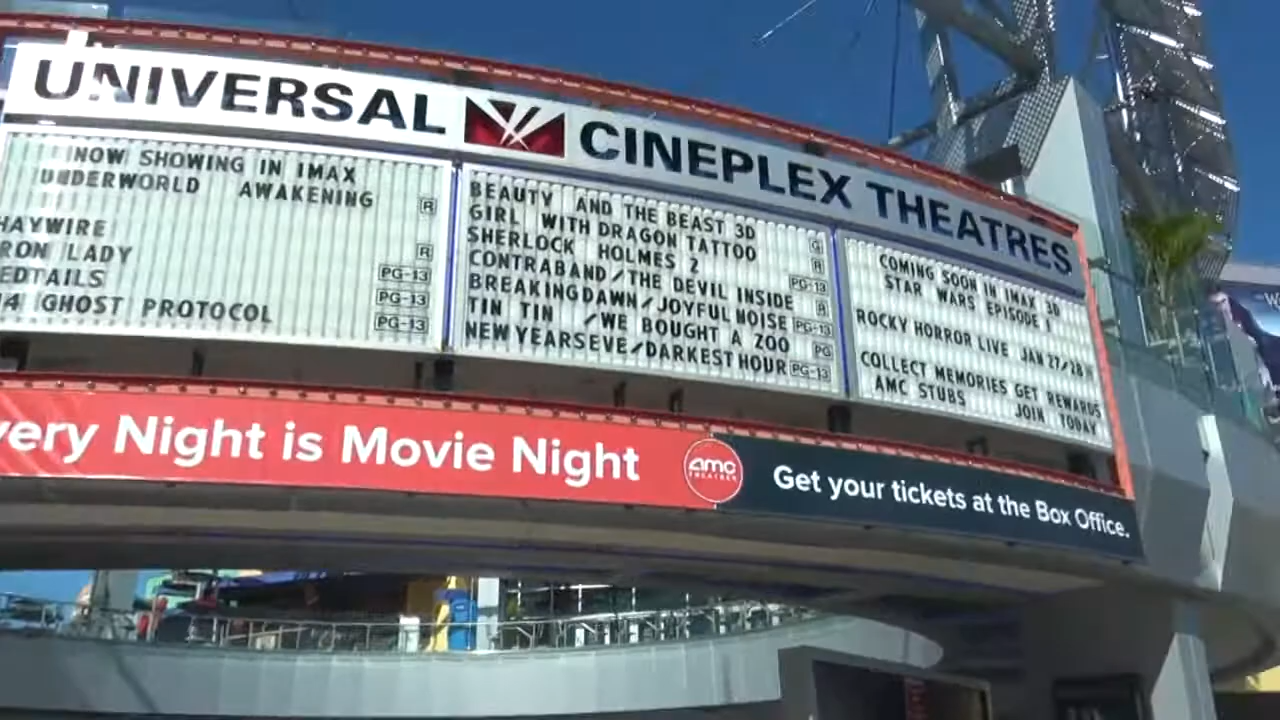 UNIVERSAL CINEPLEX THEATRES
NOW SHOWING IN IMAX
UNDERWORLD AWAKENING R
HAYWIRE R
RON LADY PG-13
EDTAILS PG-13
4 GHOST PROTOCOL PG-13
BEAUTY AND THE BEAST 3D G
GIRL WITH DRAGON TATTOO R
SHERLOCK HOLMES 2 PG-13
CONTRABAND/THE DEVIL INSIDE R
BREAKINGDAWN/JOYFUL NOISE PG-13
TIN TIN /WE BOUGHT A ZOO PG
NEWYEARSEVE/DARKESTHOUR PG-13
COMING SOON IN IMAX 3D
STAR WARS EPISODE 1
ROCKY HORROR LIVE JAN 27/28
COLLECT MEMORIES GET REWARDS
AMC STUBS JOIN TODAY
very Night is Movie Night
amc
THEATRES
Get your tickets at the Box Office.